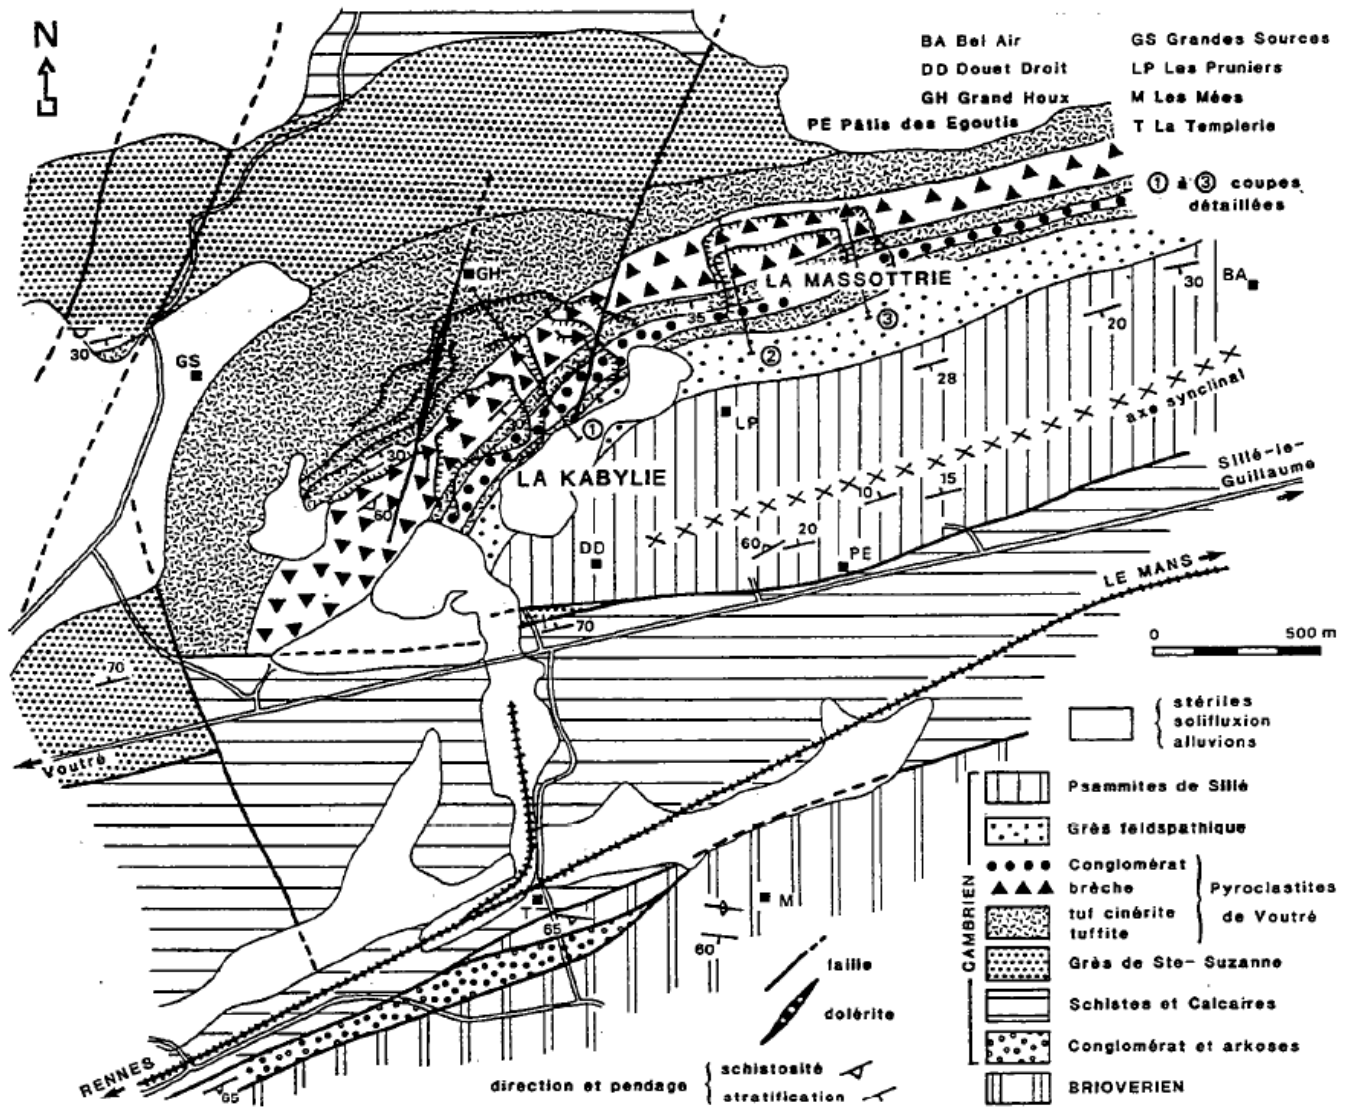 N
BA Bel Air
GS Grandes Sources
DD Douet Droit
LP Les Pruniers
GH Grand Houx
M Les Mées
PÉ Pâtis des Egoutis
T La Templerie
① à ③ coupes
détaillées
GH
BA
30
LA MASSOTTRIE
35
20
③
30
GS
②
28
LP
axe synclinal
30
①
30
LA KABYLIE
Sillé-le-
Guillaume
10
15
60
DD
60
20
PE
LE MANS
70
0 500 m
70
stériles
solifluxion
alluvions
Voutré
Psammites de Sillé
Grès feldspathique
Conglomérat
brèche
Pyroclastites
de Voutré
tuf cinérite
tuffite
CAMBRIEN
M
T
65
60
faille
Grès de Ste-Suzanne
Schistes et Calcaires
dolérite
Conglomérat et arkoses
RENNES
65
direction et pendage
schistosité
stratification
BRIOVERIEN